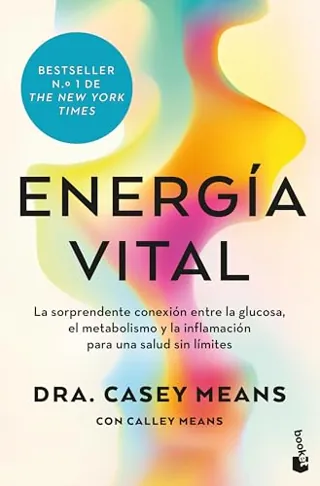 BESTSELLER
N.º 1 DE
THE NEW YORK
TIMES
ENERGÍA
VITAL
La sorprendente conexión entre la glucosa,
el metabolismo y la inflamación
para una salud sin límites
DRA. CASEY MEANS
CON CALLEY MEANS
booket